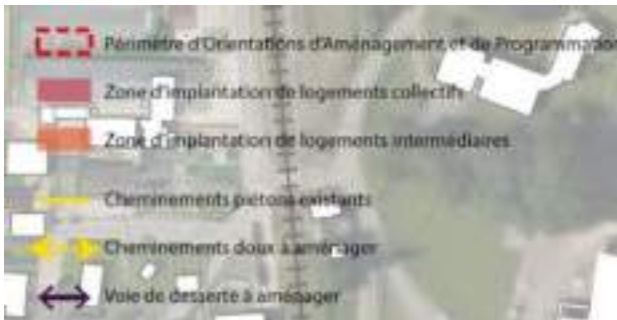 Périmètre d'Orientations d'Aménagement et de Programmation
Zone d'implantation de logements collectifs
Zone d'implantation de logements intermédiaires
Cheminements piétons existants
Cheminements doux à aménager
Voie de desserte à aménager